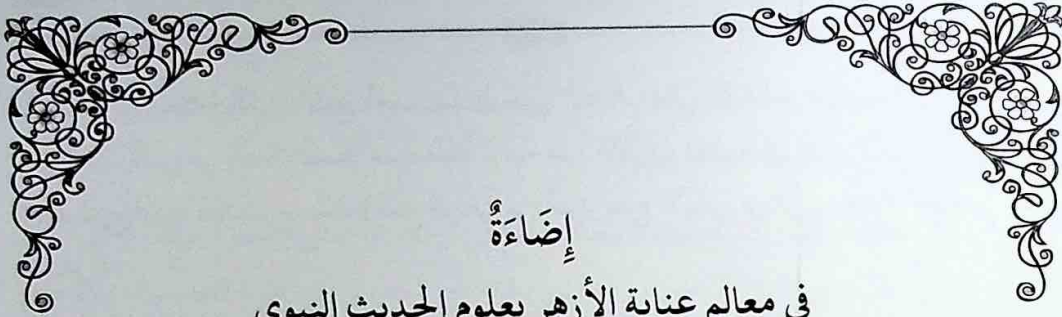 إِضَاءَةٌ
في معالم عناية الأزهر بعلوم الحديث النبوي